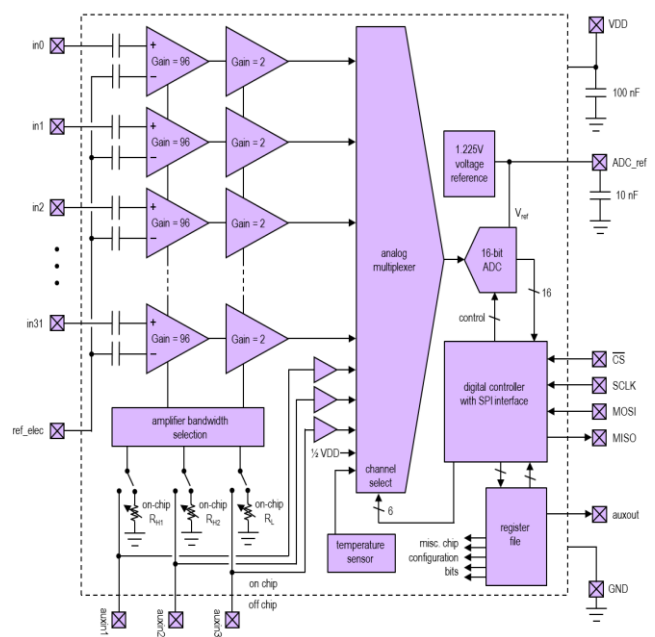 in0
+
−
Gain = 96
Gain = 2
in1
+
−
Gain = 96
Gain = 2
in2
+
−
Gain = 96
Gain = 2
in31
+
−
Gain = 96
Gain = 2
ref_elec
amplifier bandwidth
selection
on-chip
RH1
on-chip
RH2
on-chip
RL
auxin1
auxin2
auxin3
on chip
off chip
analog
multiplexer
½ VDD
channel
select
6
temperature
sensor
1.225V
voltage
reference
Vref
16-bit
ADC
16
control
digital controller
with SPI interface
register
file
misc. chip
configuration
bits
VDD
100 nF
ADC_ref
10 nF
CS
SCLK
MOSI
MISO
auxout
GND